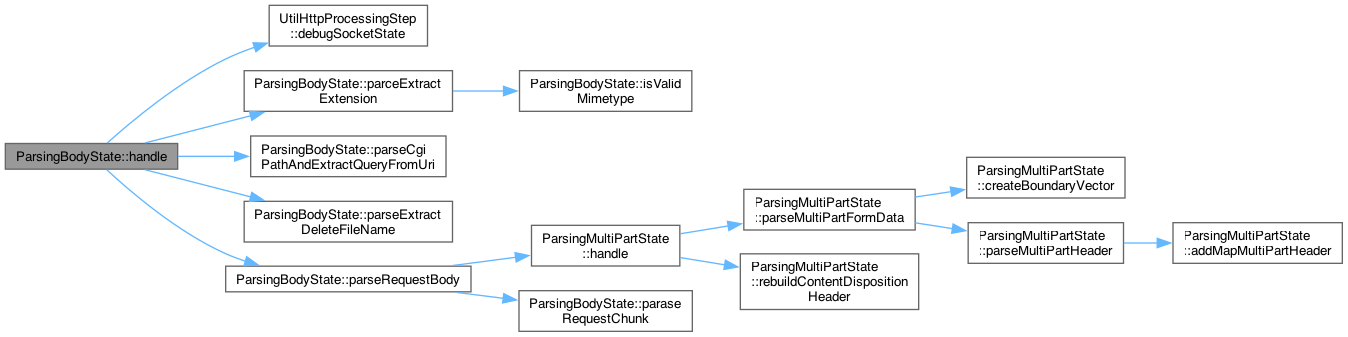 UtilHttpProcessingStep
::debugSocketState
ParsingBodyState::parceExtract
Extension
ParsingBodyState::isValid
Mimetype
ParsingBodyState::handle
ParsingBodyState::parseCgi
PathAndExtractQueryFromUri
ParsingMultiPartState
::createBoundaryVector
ParsingMultiPartState
::parseMultiPartFormData
ParsingBodyState::parseExtract
DeleteFileName
ParsingMultiPartState
::handle
ParsingMultiPartState
::parseMultiPartHeader
ParsingMultiPartState
::addMapMultiPartHeader
ParsingBodyState::parseRequestBody
ParsingMultiPartState
::rebuildContentDisposition
Header
ParsingBodyState::parase
RequestChunk